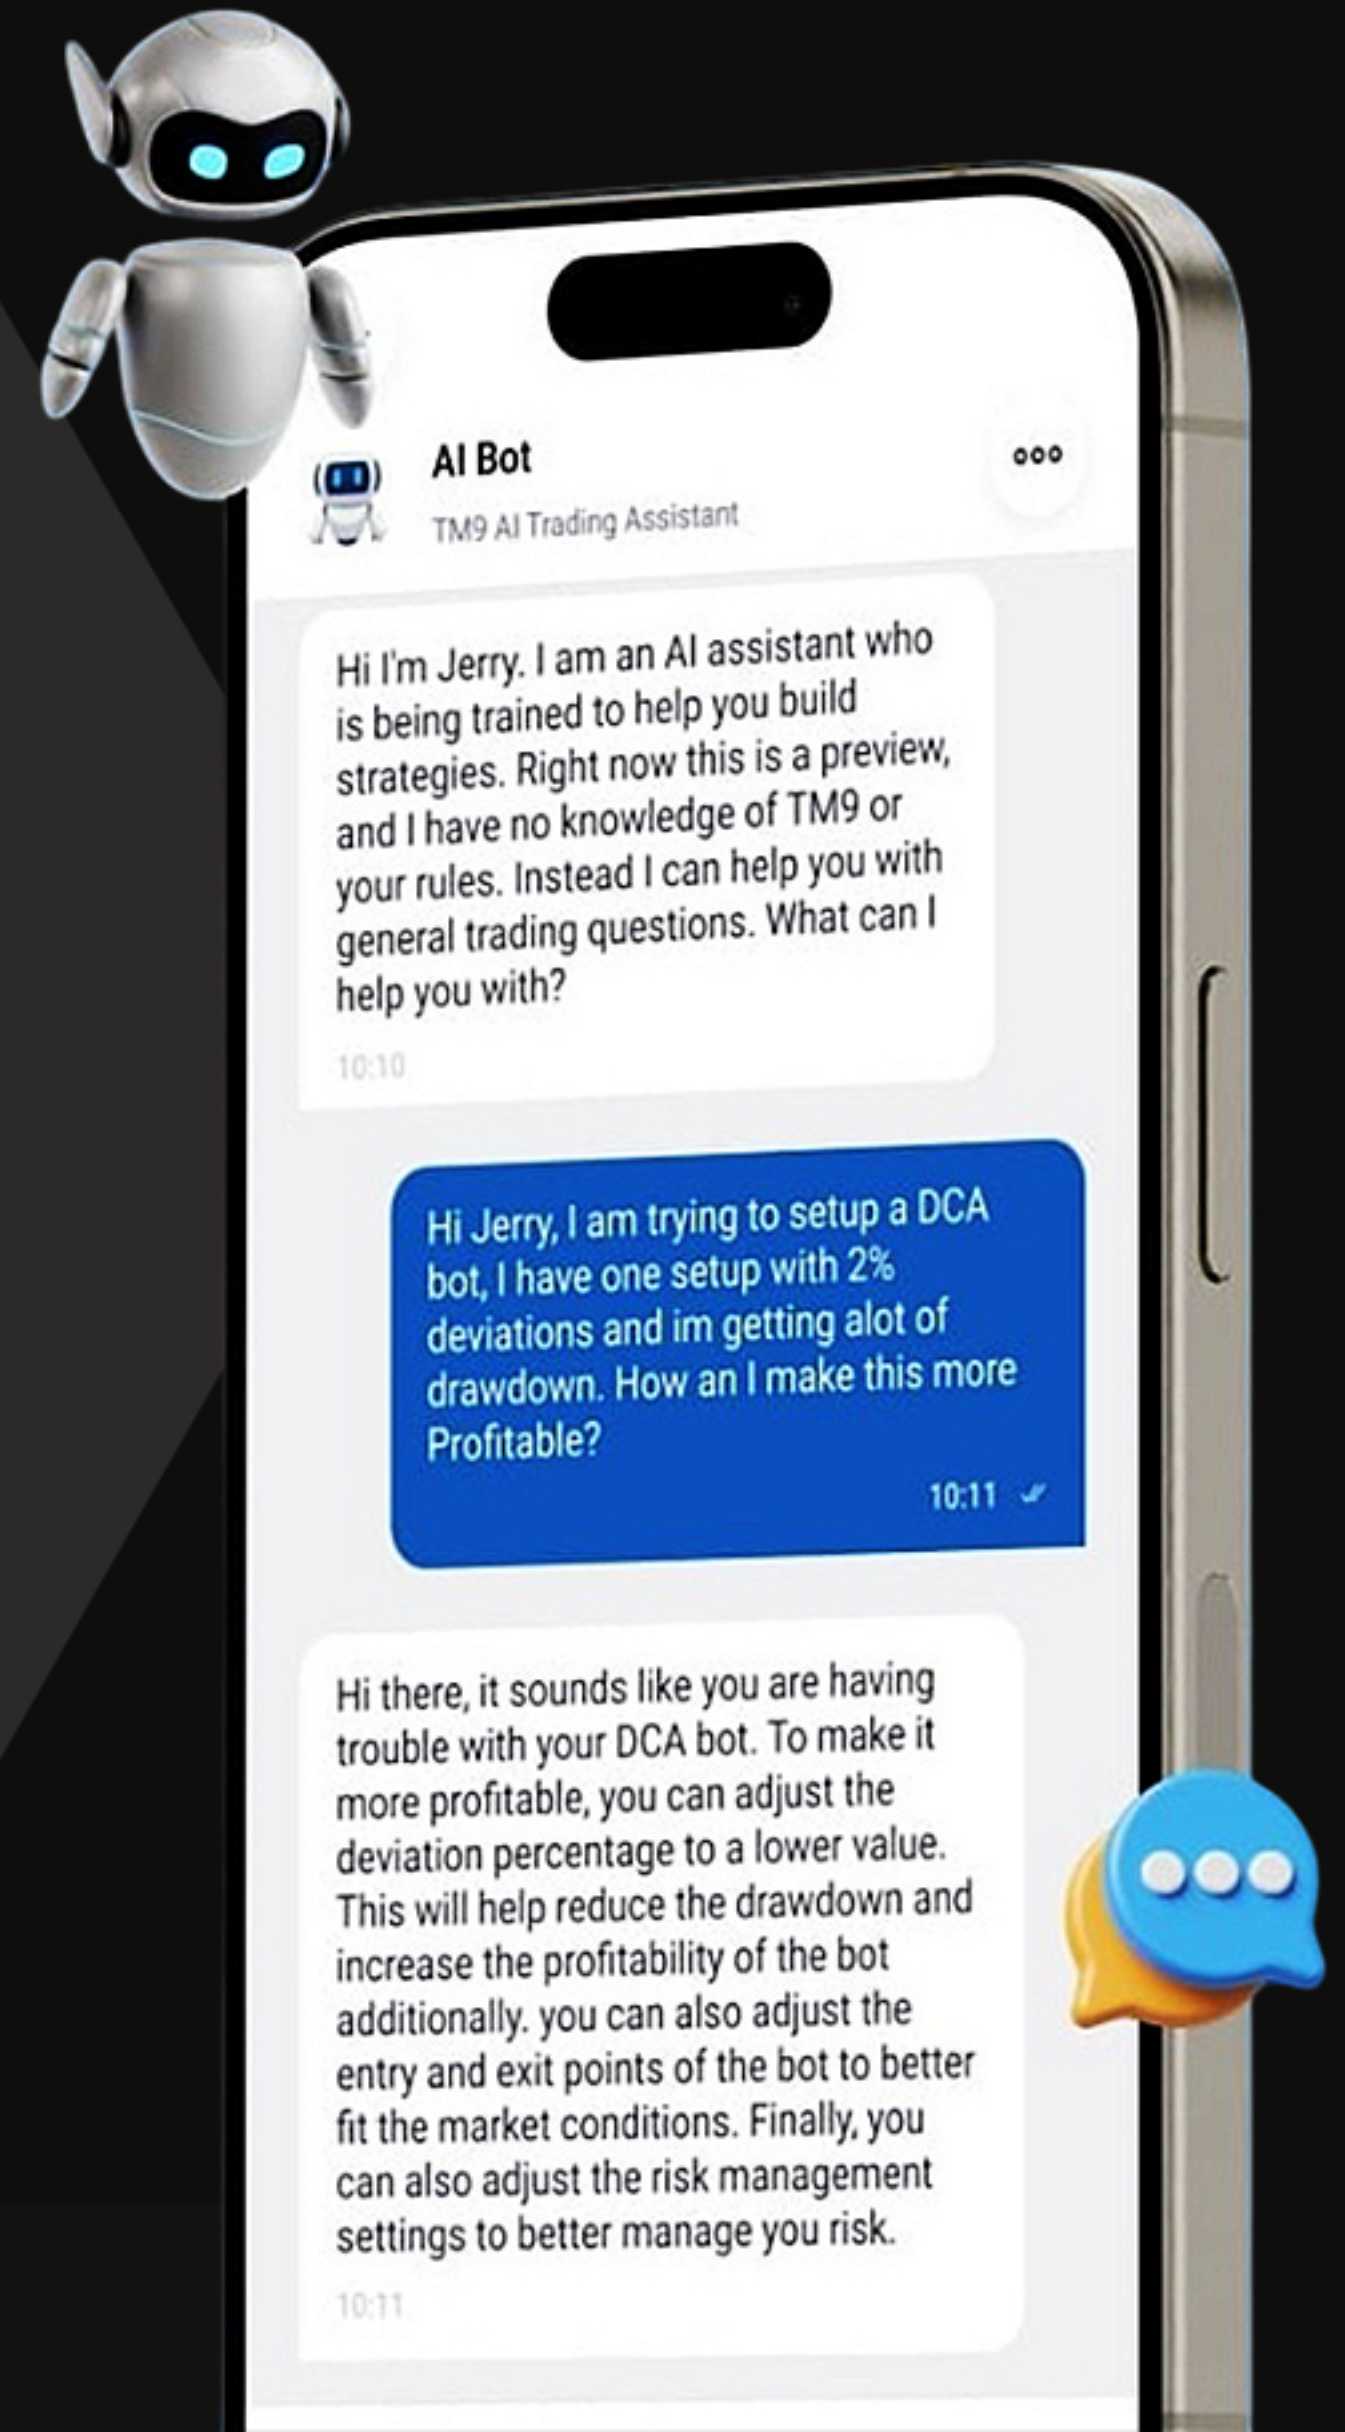 AI Bot
TM9 AI Trading Assistant
Hi I'm Jerry. I am an AI assistant who
is being trained to help you build
strategies. Right now this is a preview,
and I have no knowledge of TM9 or
your rules. Instead I can help you with
general trading questions. What can I
help you with?
10:10
Hi Jerry, I am trying to setup a DCA
bot, I have one setup with 2%
deviations and im getting alot of
drawdown. How an I make this more
Profitable?
10:11
Hi there, it sounds like you are having
trouble with your DCA bot. To make it
more profitable, you can adjust the
deviation percentage to a lower value.
This will help reduce the drawdown and
increase the profitability of the bot
additionally. you can also adjust the
entry and exit points of the bot to better
fit the market conditions. Finally, you
can also adjust the risk management
settings to better manage you risk.
10:11